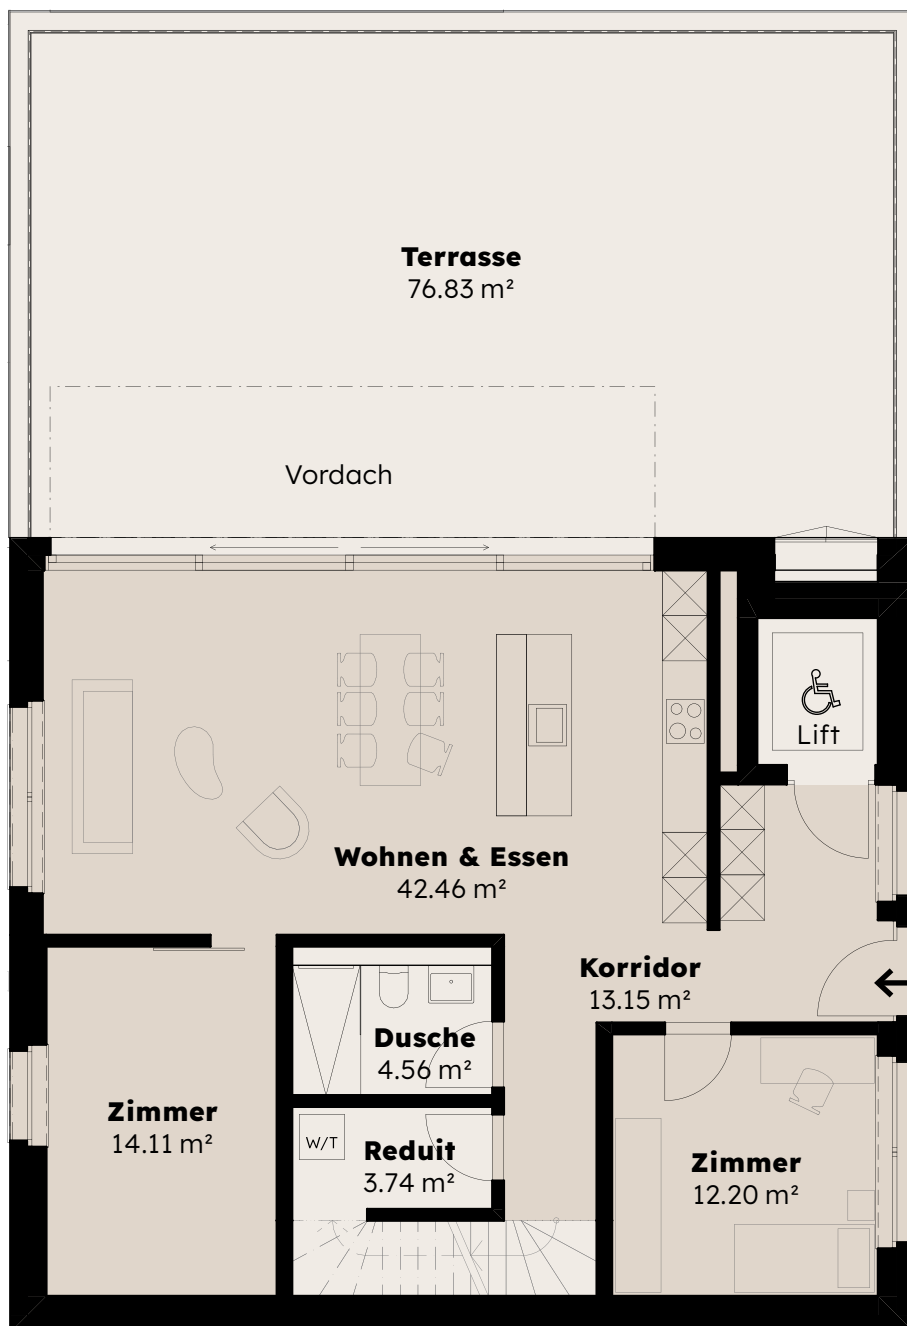 Terrasse
76.83 m²
Vordach
Lift
Wohnen & Essen
42.46 m²
Korridor
13.15 m²
Dusche
4.56 m²
Zimmer
14.11 m²
W/T
Reduit
3.74 m²
Zimmer
12.20 m²